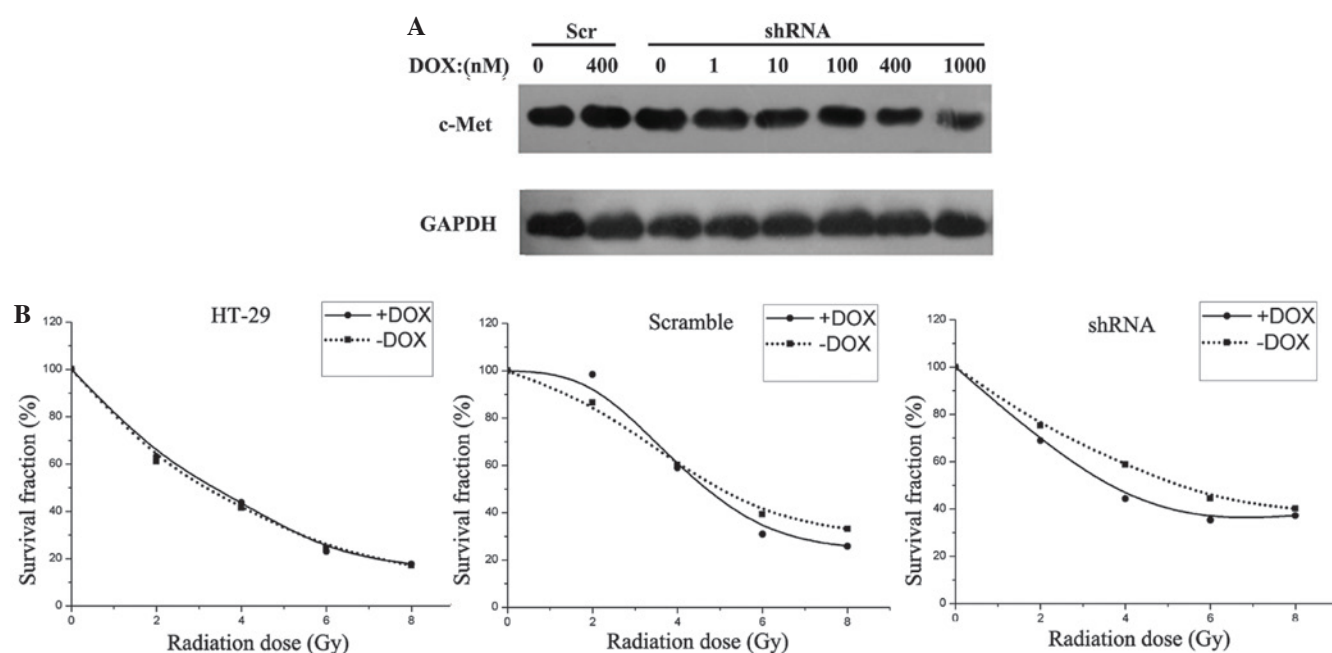 A
Scr shRNA
DOX:(nM) 0 400 0 1 10 100 400 1000
c-Met
GAPDH
B
HT-29
+DOX
-DOX
120
100
80
60
40
20
0
0 2 4 6 8
Survival fraction (%)
Radiation dose (Gy)
Scramble
+DOX
-DOX
120
100
80
60
40
20
0
0 2 4 6 8
Survival fraction (%)
Radiation dose (Gy)
shRNA
+DOX
-DOX
120
100
80
60
40
20
0
0 2 4 6 8
Survival fraction (%)
Radiation dose (Gy)